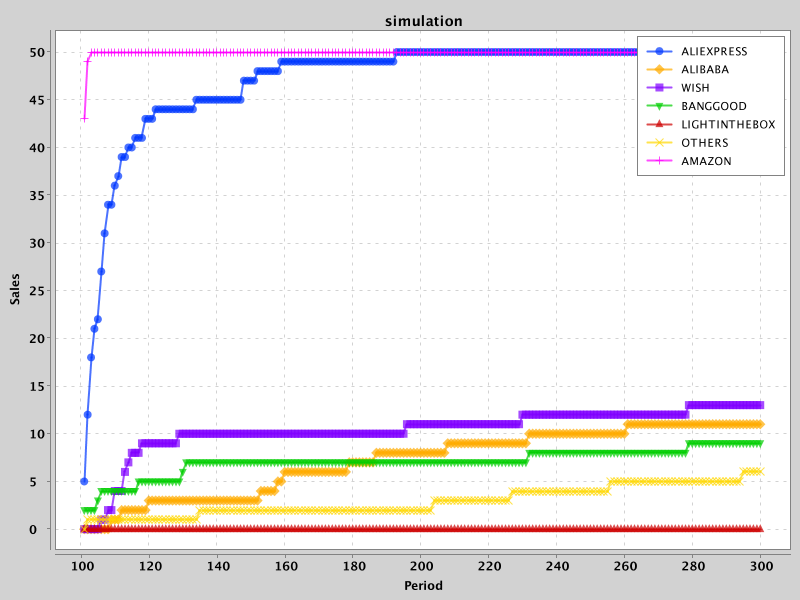 simulation
50
45
40
35
30
25
20
15
10
5
0
Sales
ALIEXPRESS
ALIBABA
WISH
BANGGOOD
LIGHTINTHEBOX
OTHERS
AMAZON
100 120 140 160 180 200 220 240 260 280 300
Period